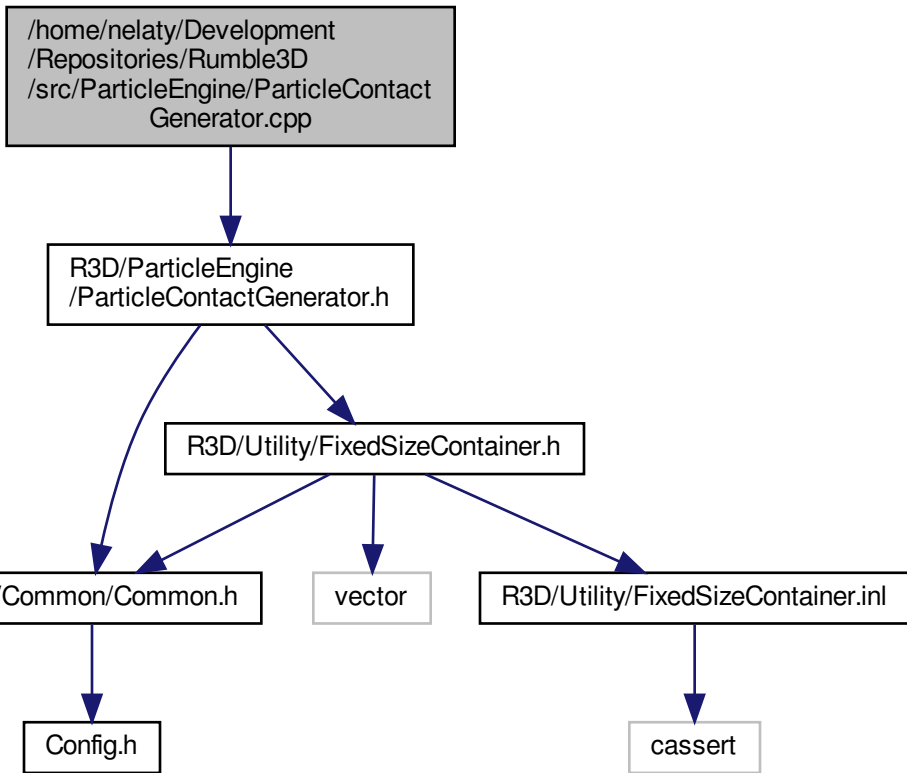 /home/nelaty/Development
/Repositories/Rumble3D
/src/ParticleEngine/ParticleContact
Generator.cpp
R3D/ParticleEngine
/ParticleContactGenerator.h
R3D/Utility/FixedSizeContainer.h
/Common/Common.h
vector
R3D/Utility/FixedSizeContainer.inl
Config.h
cassert